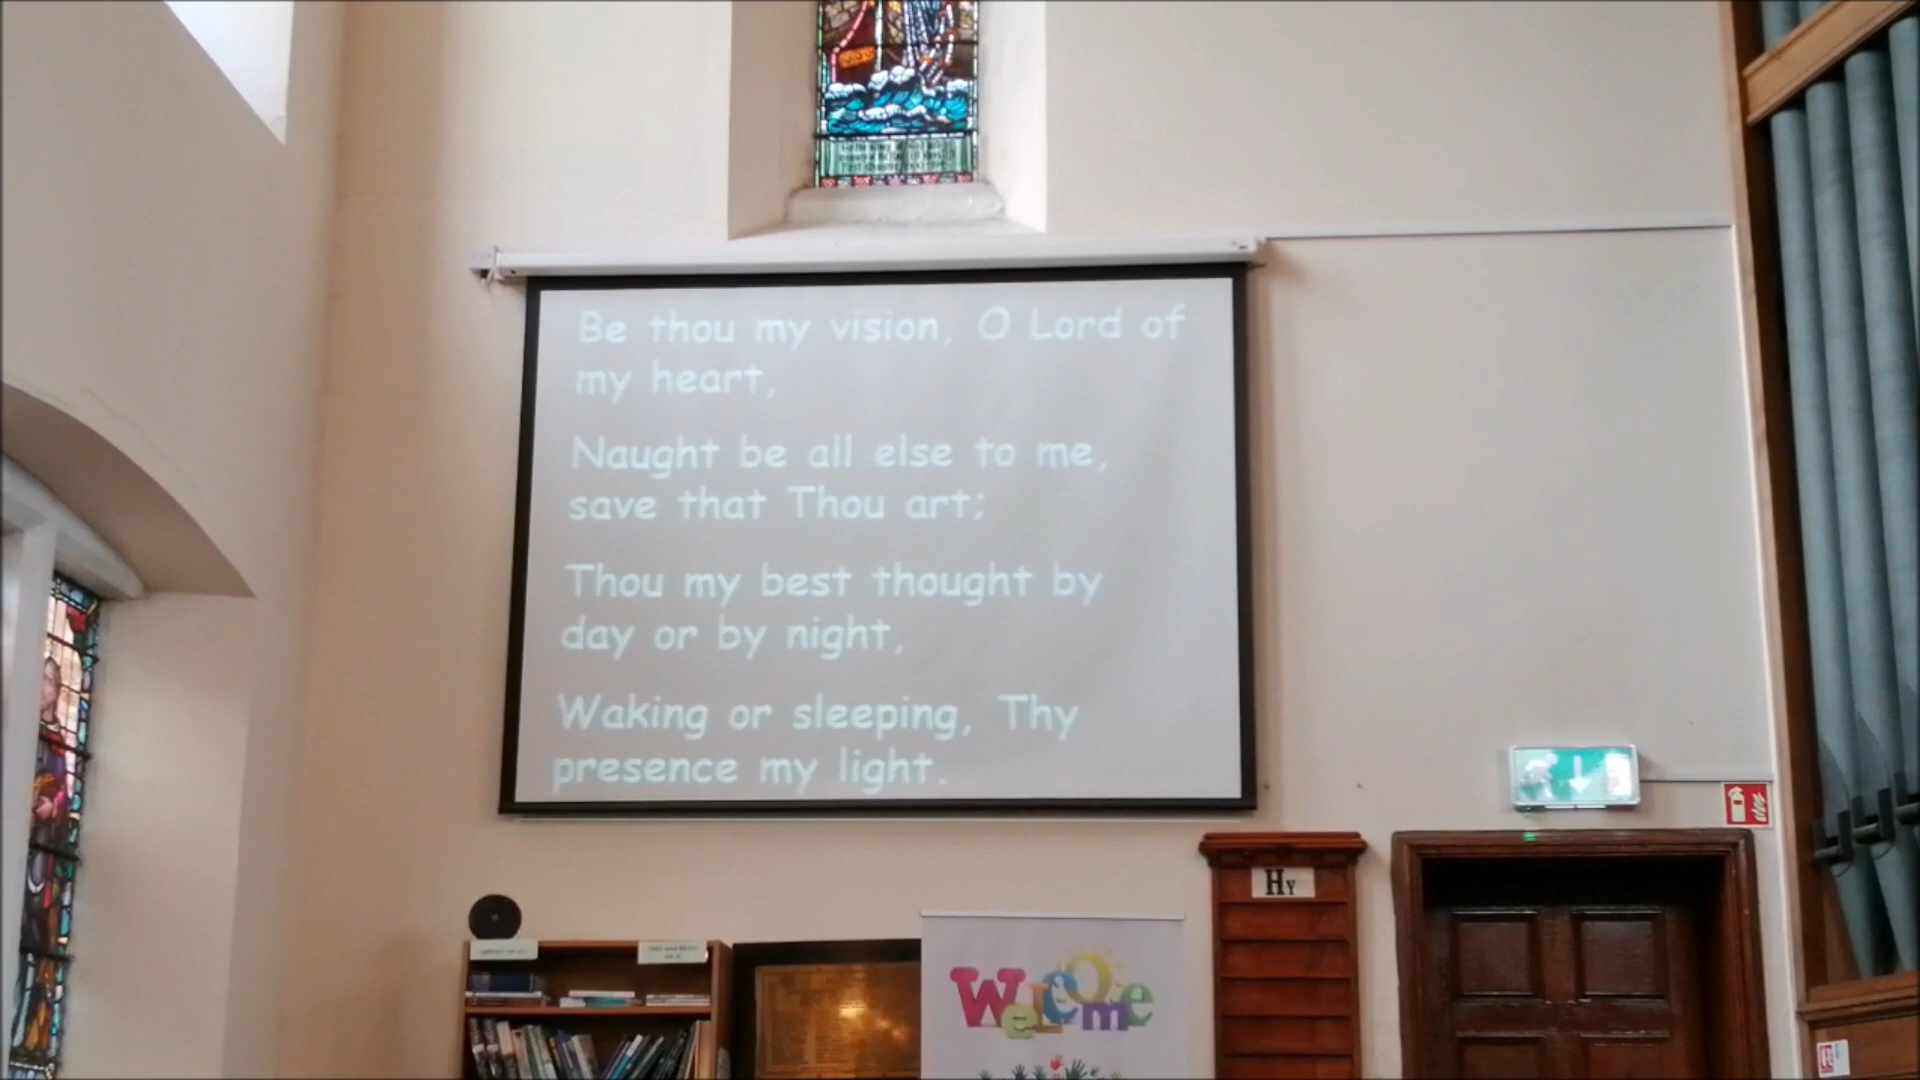 Be thou my vision, O Lord of
my heart,
Naught be all else to me,
save that Thou art;
Thou my best thought by
day or by night,
Waking or sleeping, Thy
presence my light.
Hy
Welcome